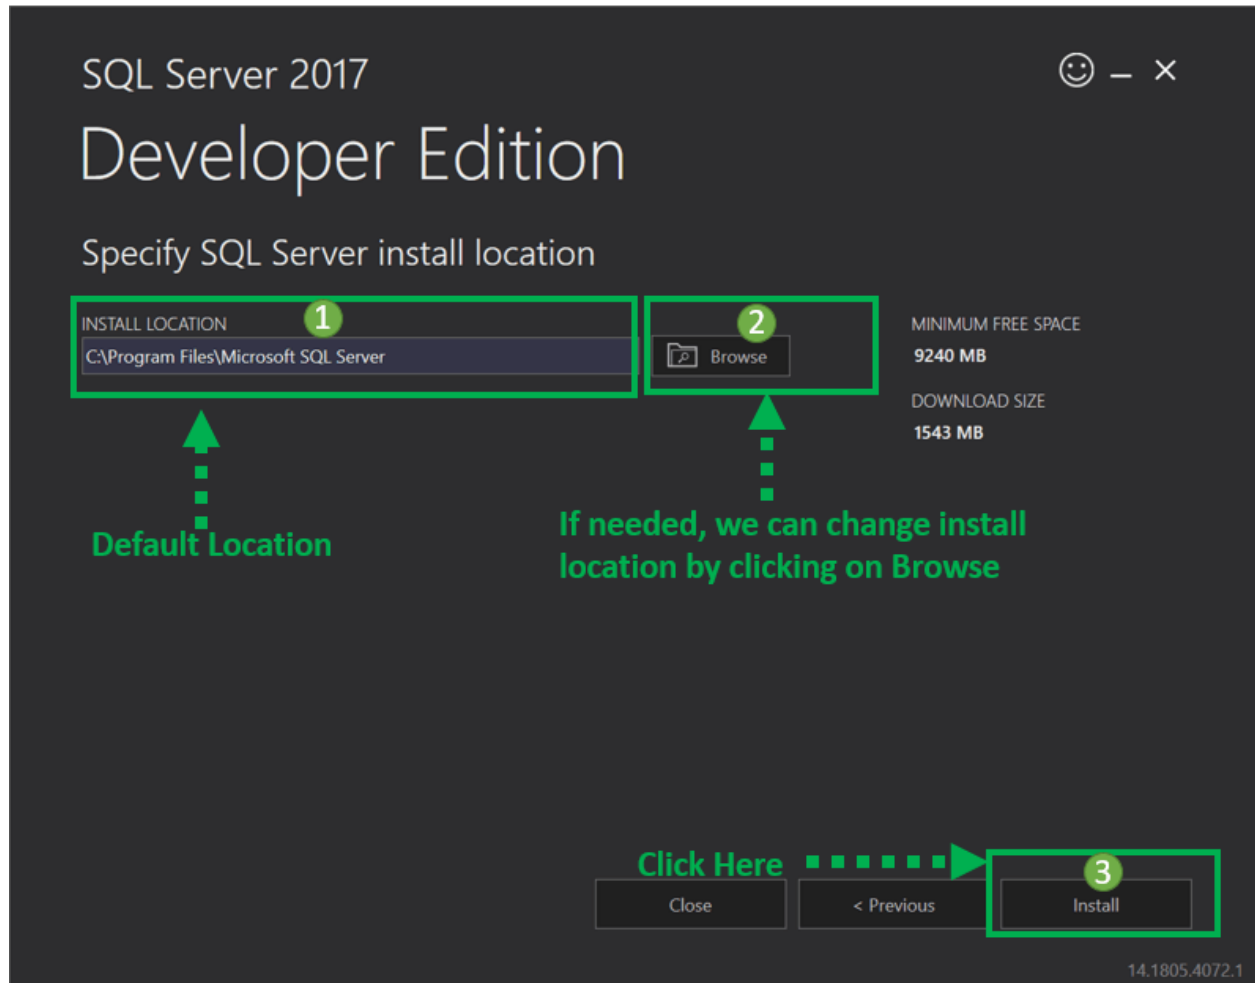 SQL Server 2017
Developer Edition
Specify SQL Server install location
1
INSTALL LOCATION
C:\Program Files\Microsoft SQL Server
2
Browse
MINIMUM FREE SPACE
9240 MB
DOWNLOAD SIZE
1543 MB
Default Location
If needed, we can change install
location by clicking on Browse
Click Here
3
Close
< Previous
Install
14.1805.4072.1